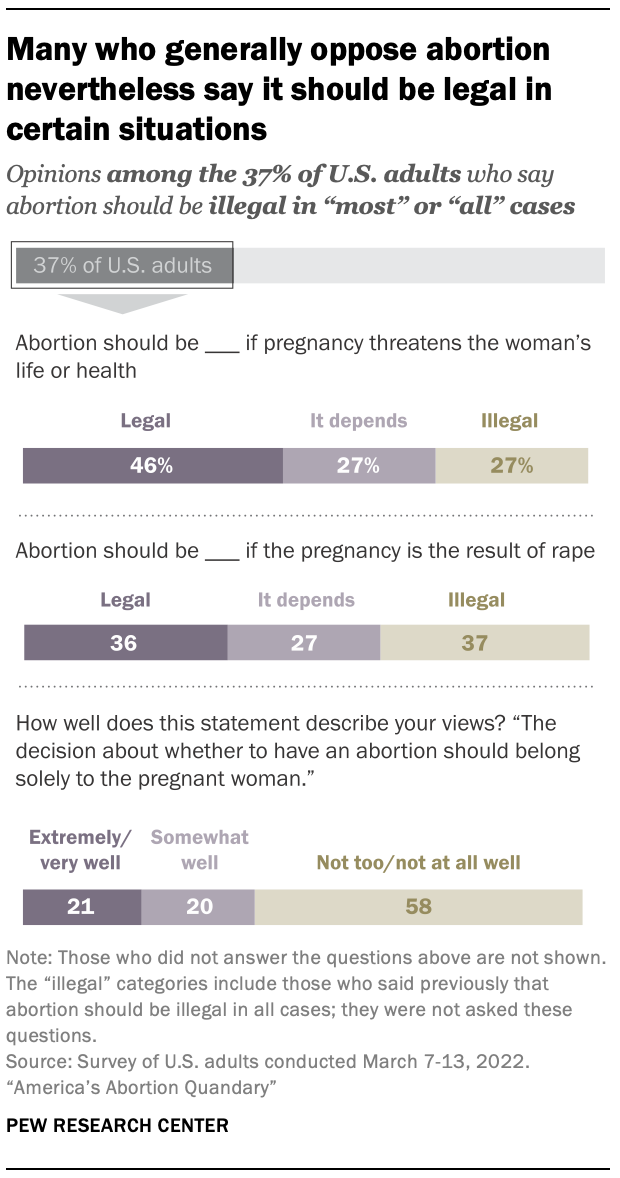 Many who generally oppose abortion
nevertheless say it should be legal in
certain situations
Opinions among the 37% of U.S. adults who say
abortion should be illegal in “most” or “all” cases
37% of U.S. adults
Abortion should be ___ if pregnancy threatens the woman’s
life or health
Legal It depends Illegal
46% 27% 27%
Abortion should be ___ if the pregnancy is the result of rape
Legal It depends Illegal
36 27 37
How well does this statement describe your views? “The
decision about whether to have an abortion should belong
solely to the pregnant woman.”
Extremely/ Somewhat
very well well Not too/not at all well
21 20 58
Note: Those who did not answer the questions above are not shown.
The “illegal” categories include those who said previously that
abortion should be illegal in all cases; they were not asked these
questions.
Source: Survey of U.S. adults conducted March 7-13, 2022.
“America’s Abortion Quandary”
PEW RESEARCH CENTER